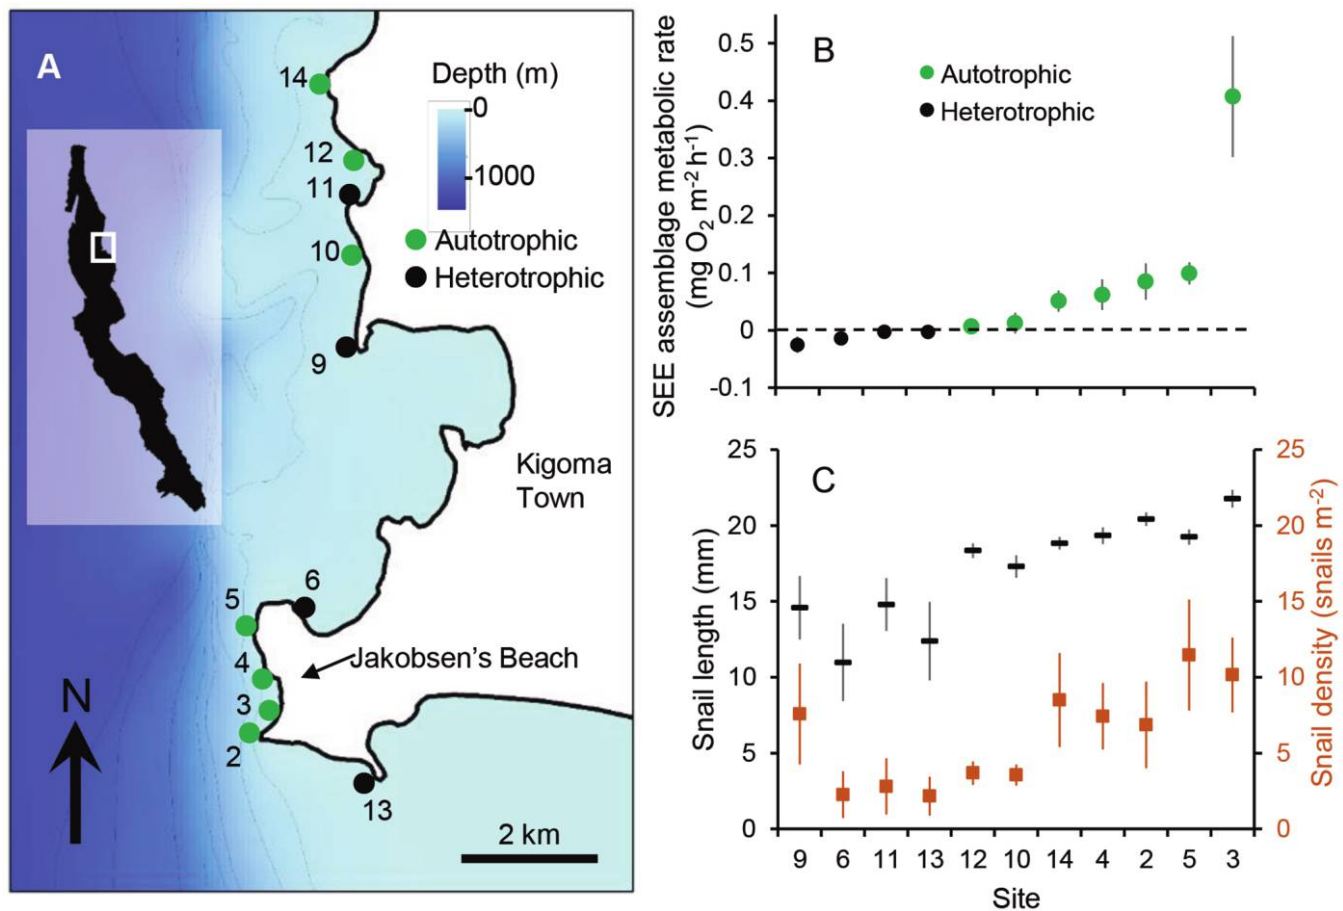 A
Depth (m)
0
1000
Autotrophic
Heterotrophic
14
12
11
10
9
Kigoma
Town
6
5
4
Jakobsen's Beach
3
2
13
N
2 km
B
SEE assemblage metabolic rate
(mg O2 m-2 h-1)
0.5
0.4
0.3
0.2
0.1
0
-0.1
Autotrophic
Heterotrophic
C
Snail length (mm)
25
20
15
10
5
0
25
20
15
10
5
0
Snail density (snails m-2)
9 6 11 13 12 10 14 4 2 5 3
Site